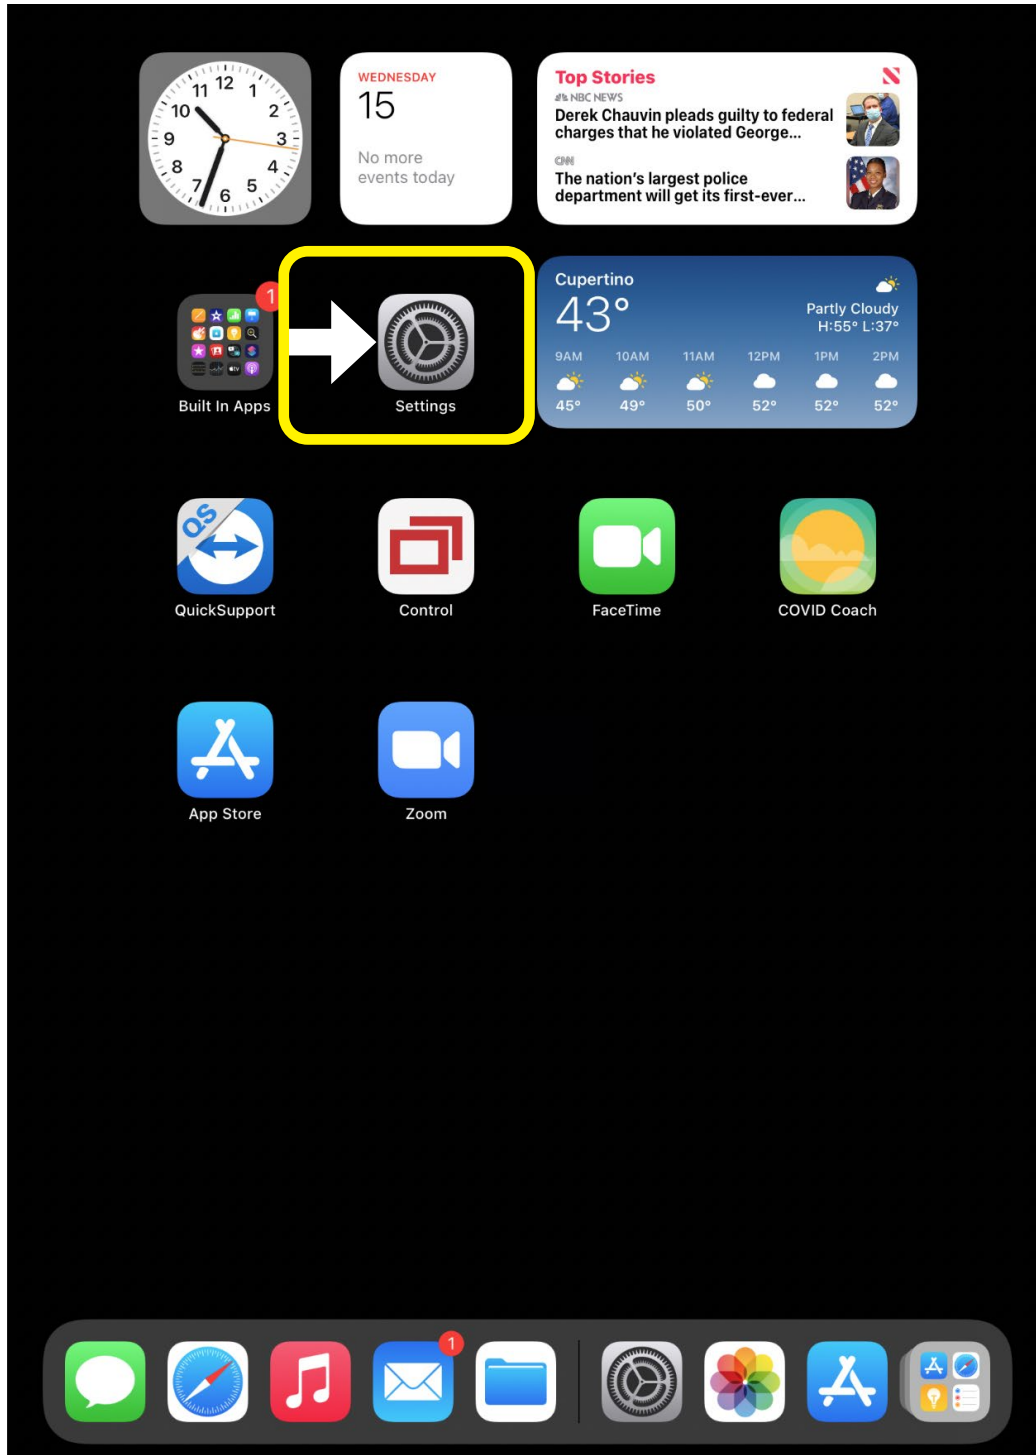 12
1
2
3
4
5
6
7
8
9
10
11
WEDNESDAY
15
No more
events today
Top Stories
NBC NEWS
Derek Chauvin pleads guilty to federal
charges that he violated George...
CNN
The nation's largest police
department will get its first-ever...
1
Built In Apps
Settings
Cupertino
43°
Partly Cloudy
H:55° L:37°
9AM 10AM 11AM 12PM 1PM 2PM
45° 49° 50° 52° 52° 52°
QS
QuickSupport
Control
FaceTime
COVID Coach
App Store
Zoom
1